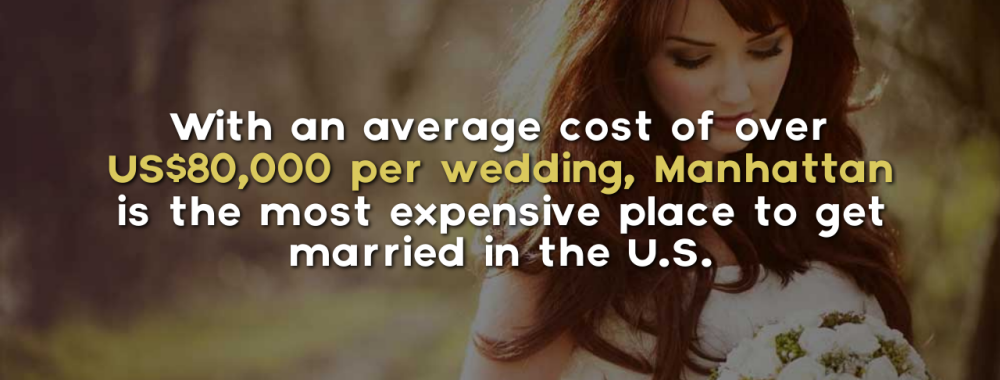 With an average cost of over
US$80,000 per wedding, Manhattan
is the most expensive place to get
married in the U.S.